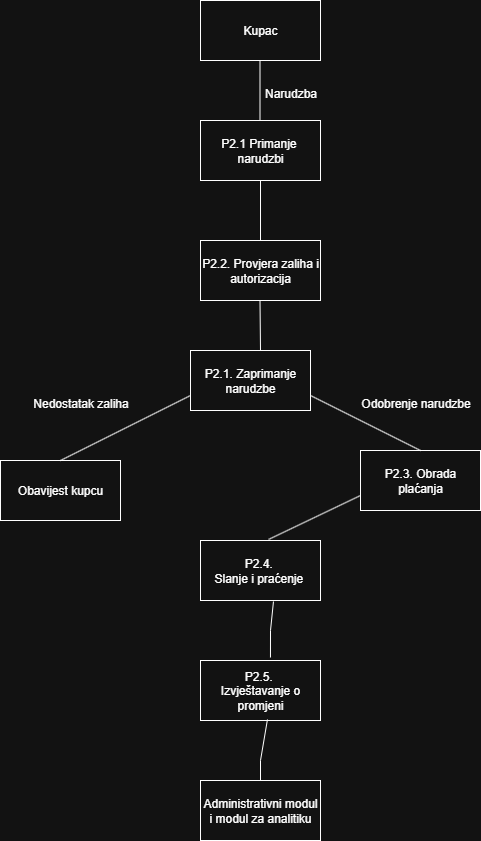 Kupac
Narudzba
P2.1 Primanje
narudzbi
P2.2. Provjera zaliha i
autorizacija
P2.1. Zaprimanje
narudzbe
Nedostatak zaliha
Odobrenje narudzbe
Obavijest kupcu
P2.3. Obrada
plaćanja
P2.4.
Slanje i praćenje
P2.5.
Izvještavanje o
promjeni
Administrativni modul
i modul za analitiku